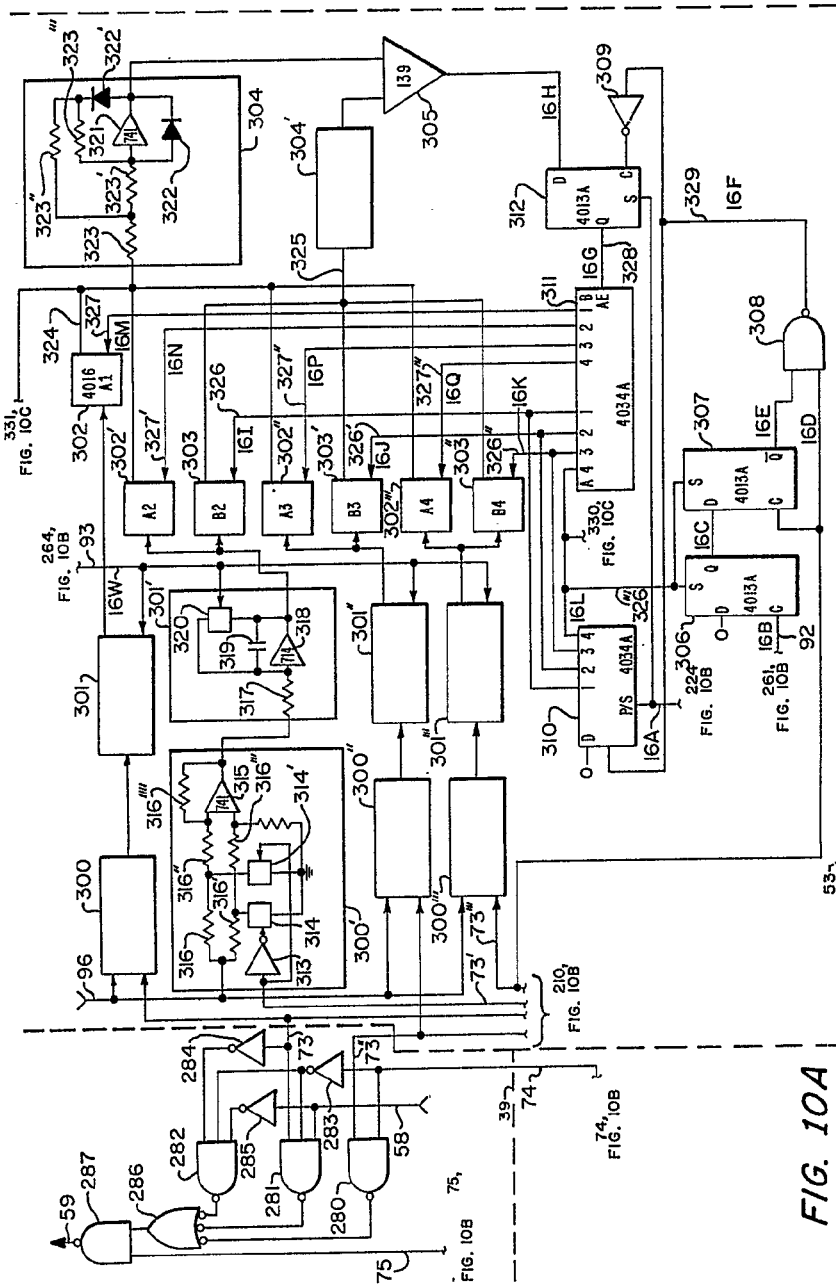 331,
FIG. 10C
324
327
16M
4016
A1
302
302'
327'
16N
326
16I
A2
303
B2
302"
327"
16P
A3
303'
326'
16J
B3
327'''
16Q
302'''
A4
303"
326"
16K
B4
323'''
323"
322'
321
741
323'
323
322
304
304'
325
139
305
16H
309
312
D
4013A
Q
C
S
16G
328
329
16F
311
B
AE
1
2
3
4
1
2
3
A 4
4034A
330,
FIG. 10C
308
16E
16D
307
S
D
4013A
Q
C
16C
S
Q
4013A
D
C
306
0
16B
92
261,
FIG. 10B
16L
326'''
310
D
0
4
3
2
1
4034A
P/S
16A
224
FIG. 10B
264,
FIG. 10B
93
16W
301
301'
320
319
714
318
317
301"
301'''
300
316''''
315
741
316"
316'''
316
316'
314'
314
313
300'
300"
300'''
96
73'
73'''
210,
FIG. 10B
53
284
73
73"
282
285
283
281
280
58
39
74
74,
FIG. 10B
287
59
286
75,
FIG. 10B
75
FIG. 10A